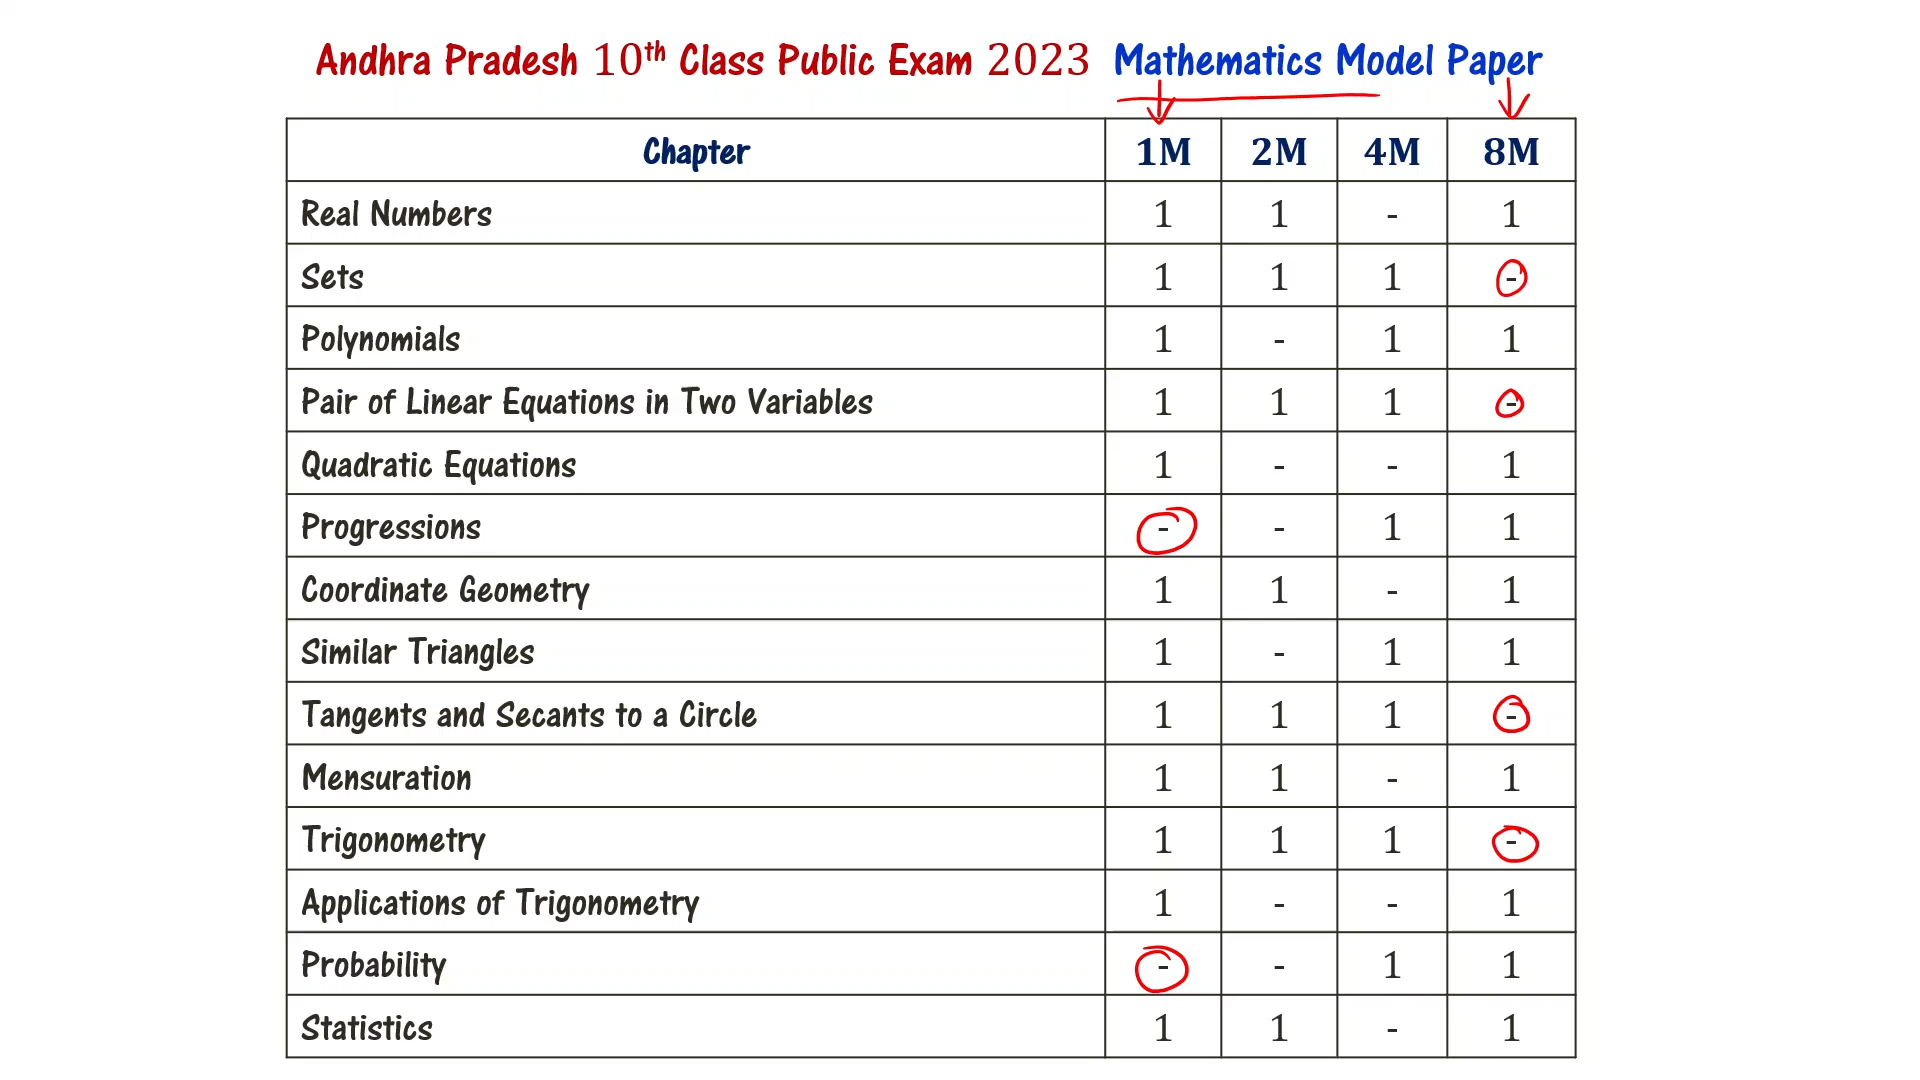 Andhra Pradesh 10th Class Public Exam 2023 Mathematics Model Paper
Chapter 1M 2M 4M 8M
Real Numbers 1 1 - 1
Sets 1 1 1 -
Polynomials 1 - 1 1
Pair of Linear Equations in Two Variables 1 1 1 -
Quadratic Equations 1 - - 1
Progressions - - 1 1
Coordinate Geometry 1 1 - 1
Similar Triangles 1 - 1 1
Tangents and Secants to a Circle 1 1 1 -
Mensuration 1 1 - 1
Trigonometry 1 1 1 -
Applications of Trigonometry 1 - - 1
Probability - - 1 1
Statistics 1 1 - 1